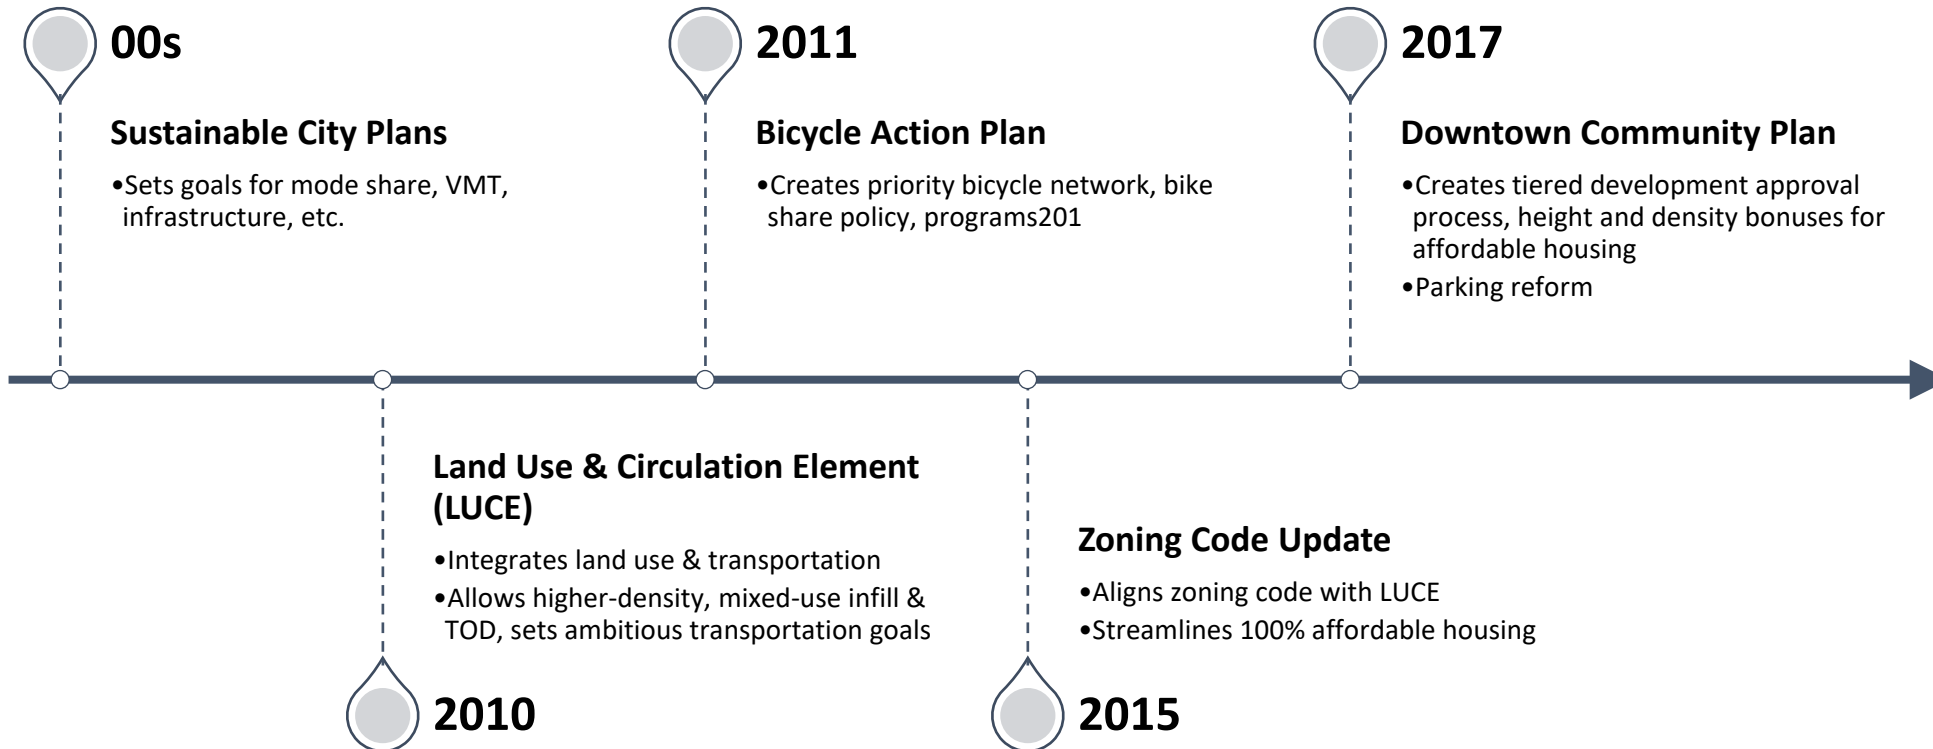 00s
Sustainable City Plans
•Sets goals for mode share, VMT,
infrastructure, etc.
2010
Land Use & Circulation Element
(LUCE)
•Integrates land use & transportation
•Allows higher-density, mixed-use infill &
TOD, sets ambitious transportation goals
2011
Bicycle Action Plan
•Creates priority bicycle network, bike
share policy, programs201
2015
Zoning Code Update
•Aligns zoning code with LUCE
•Streamlines 100% affordable housing
2017
Downtown Community Plan
•Creates tiered development approval
process, height and density bonuses for
affordable housing
•Parking reform